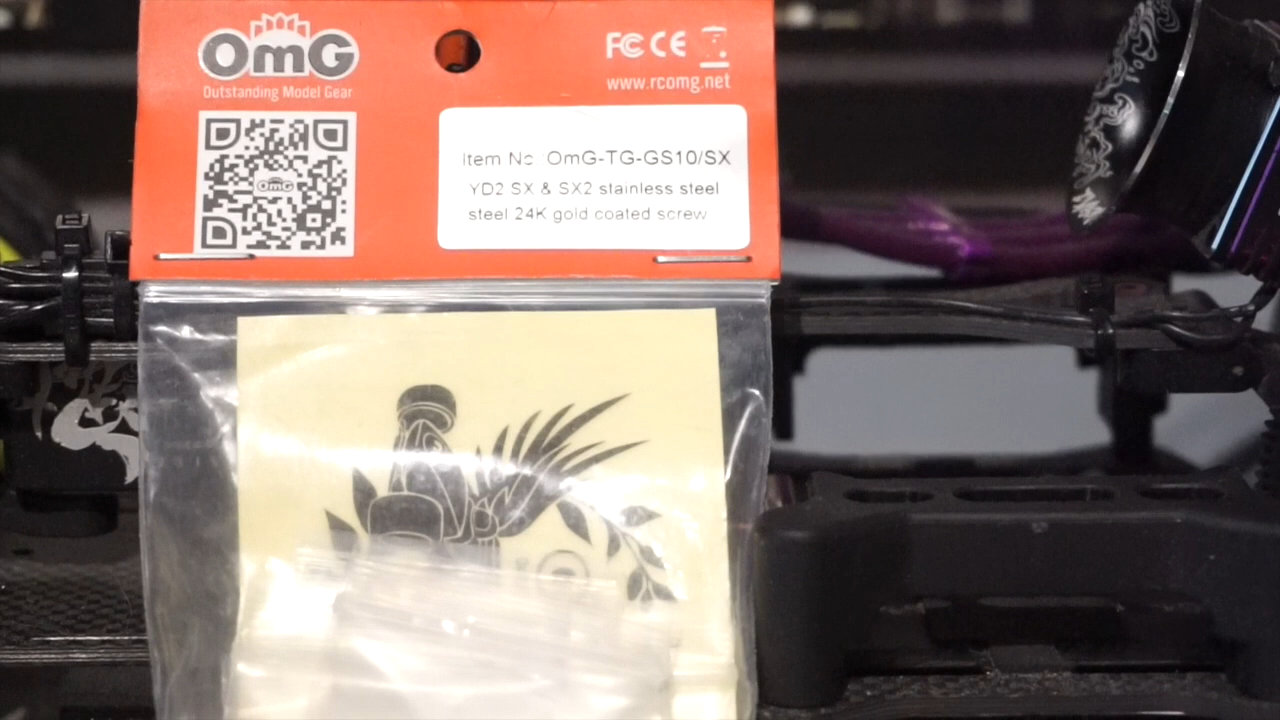 OmG
Outstanding Model Gear
FC CE
www.rcomg.net
OmG
Item No :OmG-TG-GS10/SX
YD2 SX & SX2 stainless steel
steel 24K gold coated screw